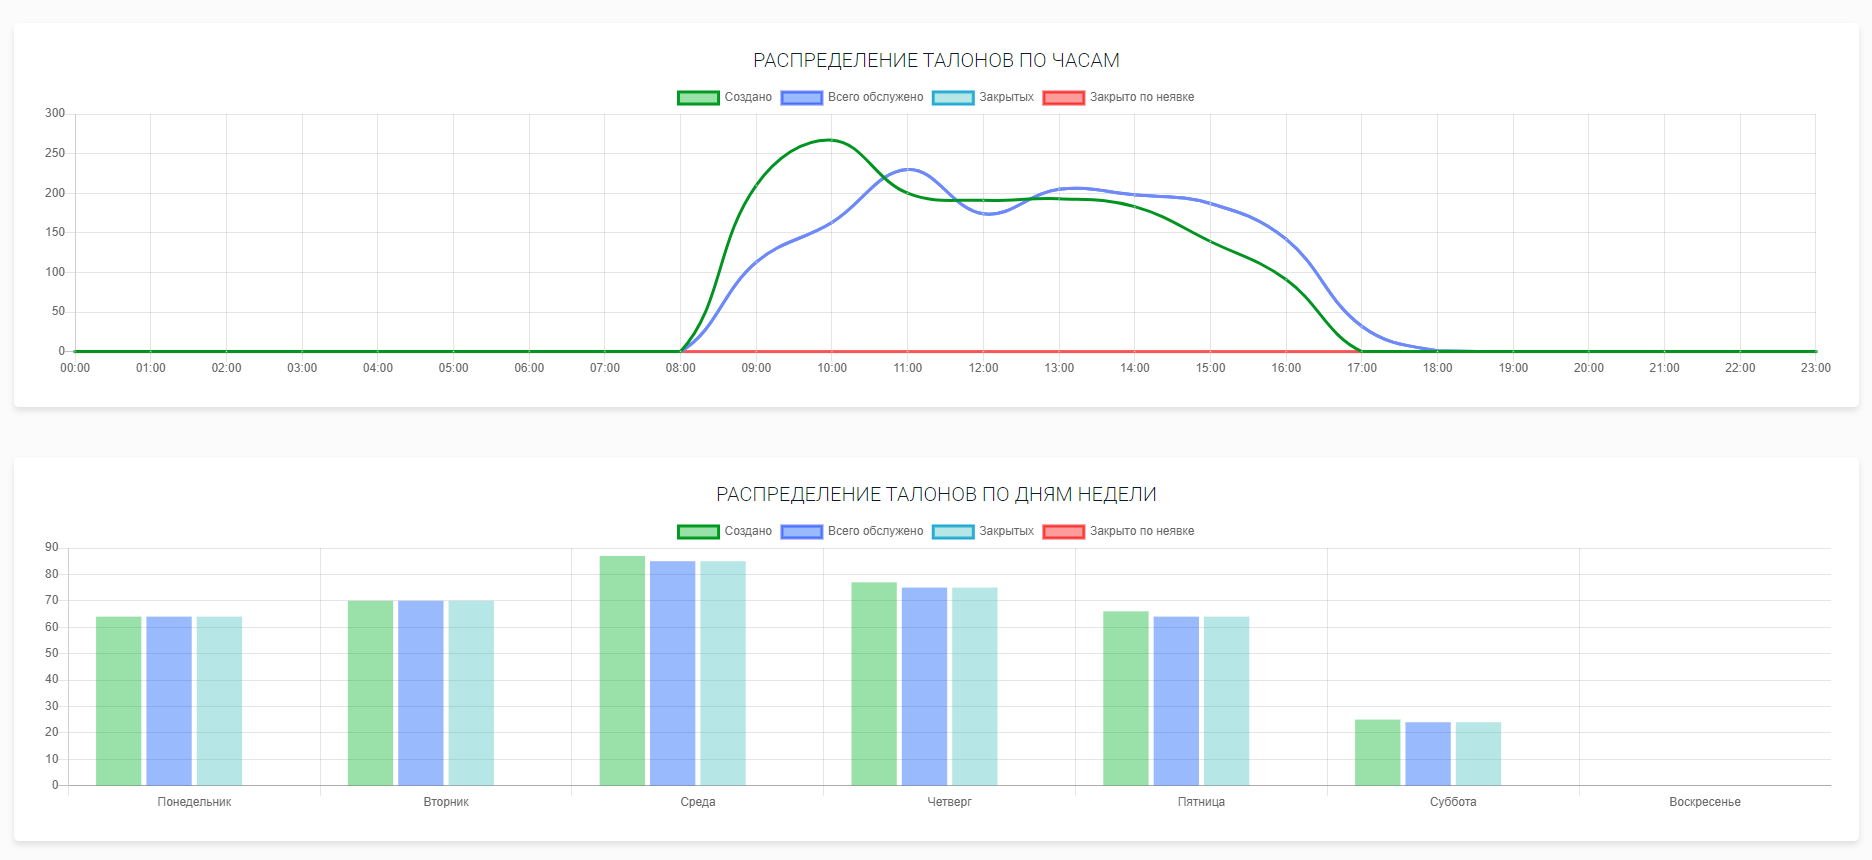 РАСПРЕДЕЛЕНИЕ ТАЛОНОВ ПО ЧАСАМ
Создано Всего обслужено Закрытых Закрыто по неявке
300
250
200
150
100
50
0
00:00 01:00 02:00 03:00 04:00 05:00 06:00 07:00 08:00 09:00 10:00 11:00 12:00 13:00 14:00 15:00 16:00 17:00 18:00 19:00 20:00 21:00 22:00 23:00
РАСПРЕДЕЛЕНИЕ ТАЛОНОВ ПО ДНЯМ НЕДЕЛИ
Создано Всего обслужено Закрытых Закрыто по неявке
90
80
70
60
50
40
30
20
10
0
Понедельник Вторник Среда Четверг Пятница Суббота Воскресенье